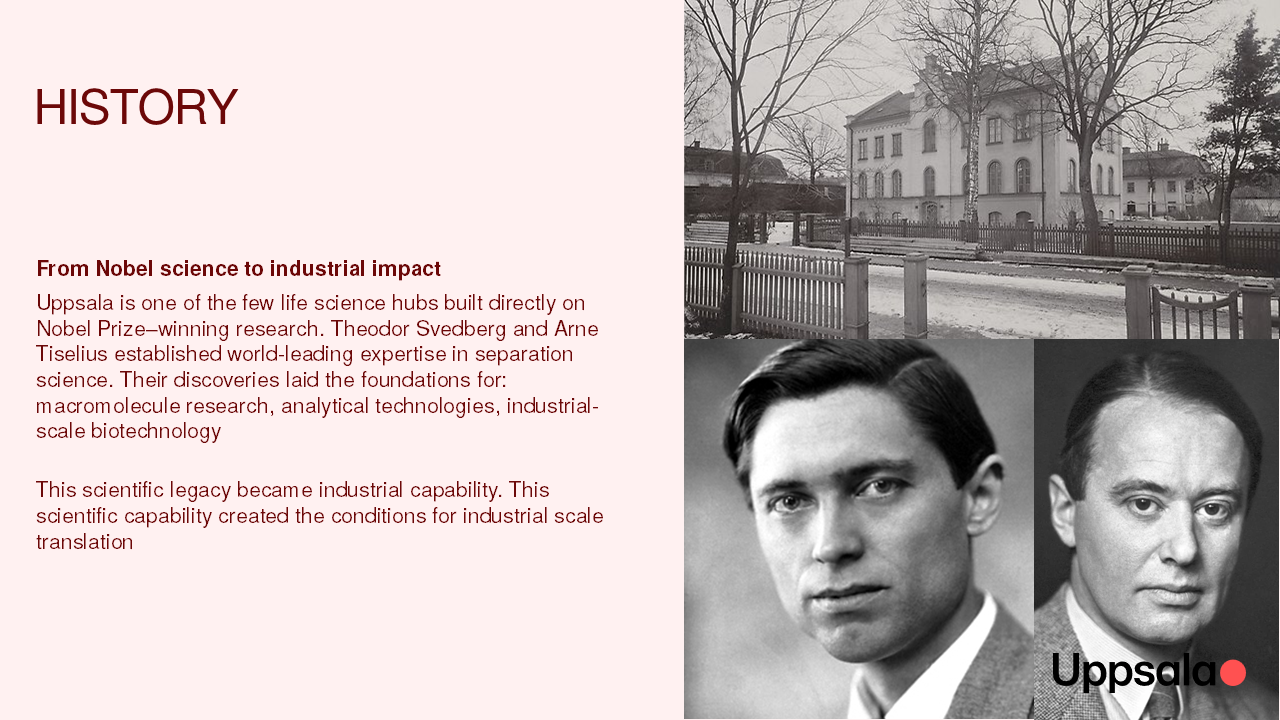 HISTORY
From Nobel science to industrial impact
Uppsala is one of the few life science hubs built directly on
Nobel Prize–winning research. Theodor Svedberg and Arne
Tiselius established world-leading expertise in separation
science. Their discoveries laid the foundations for:
macromolecule research, analytical technologies, industrial-
scale biotechnology
This scientific legacy became industrial capability. This
scientific capability created the conditions for industrial scale
translation
Uppsala